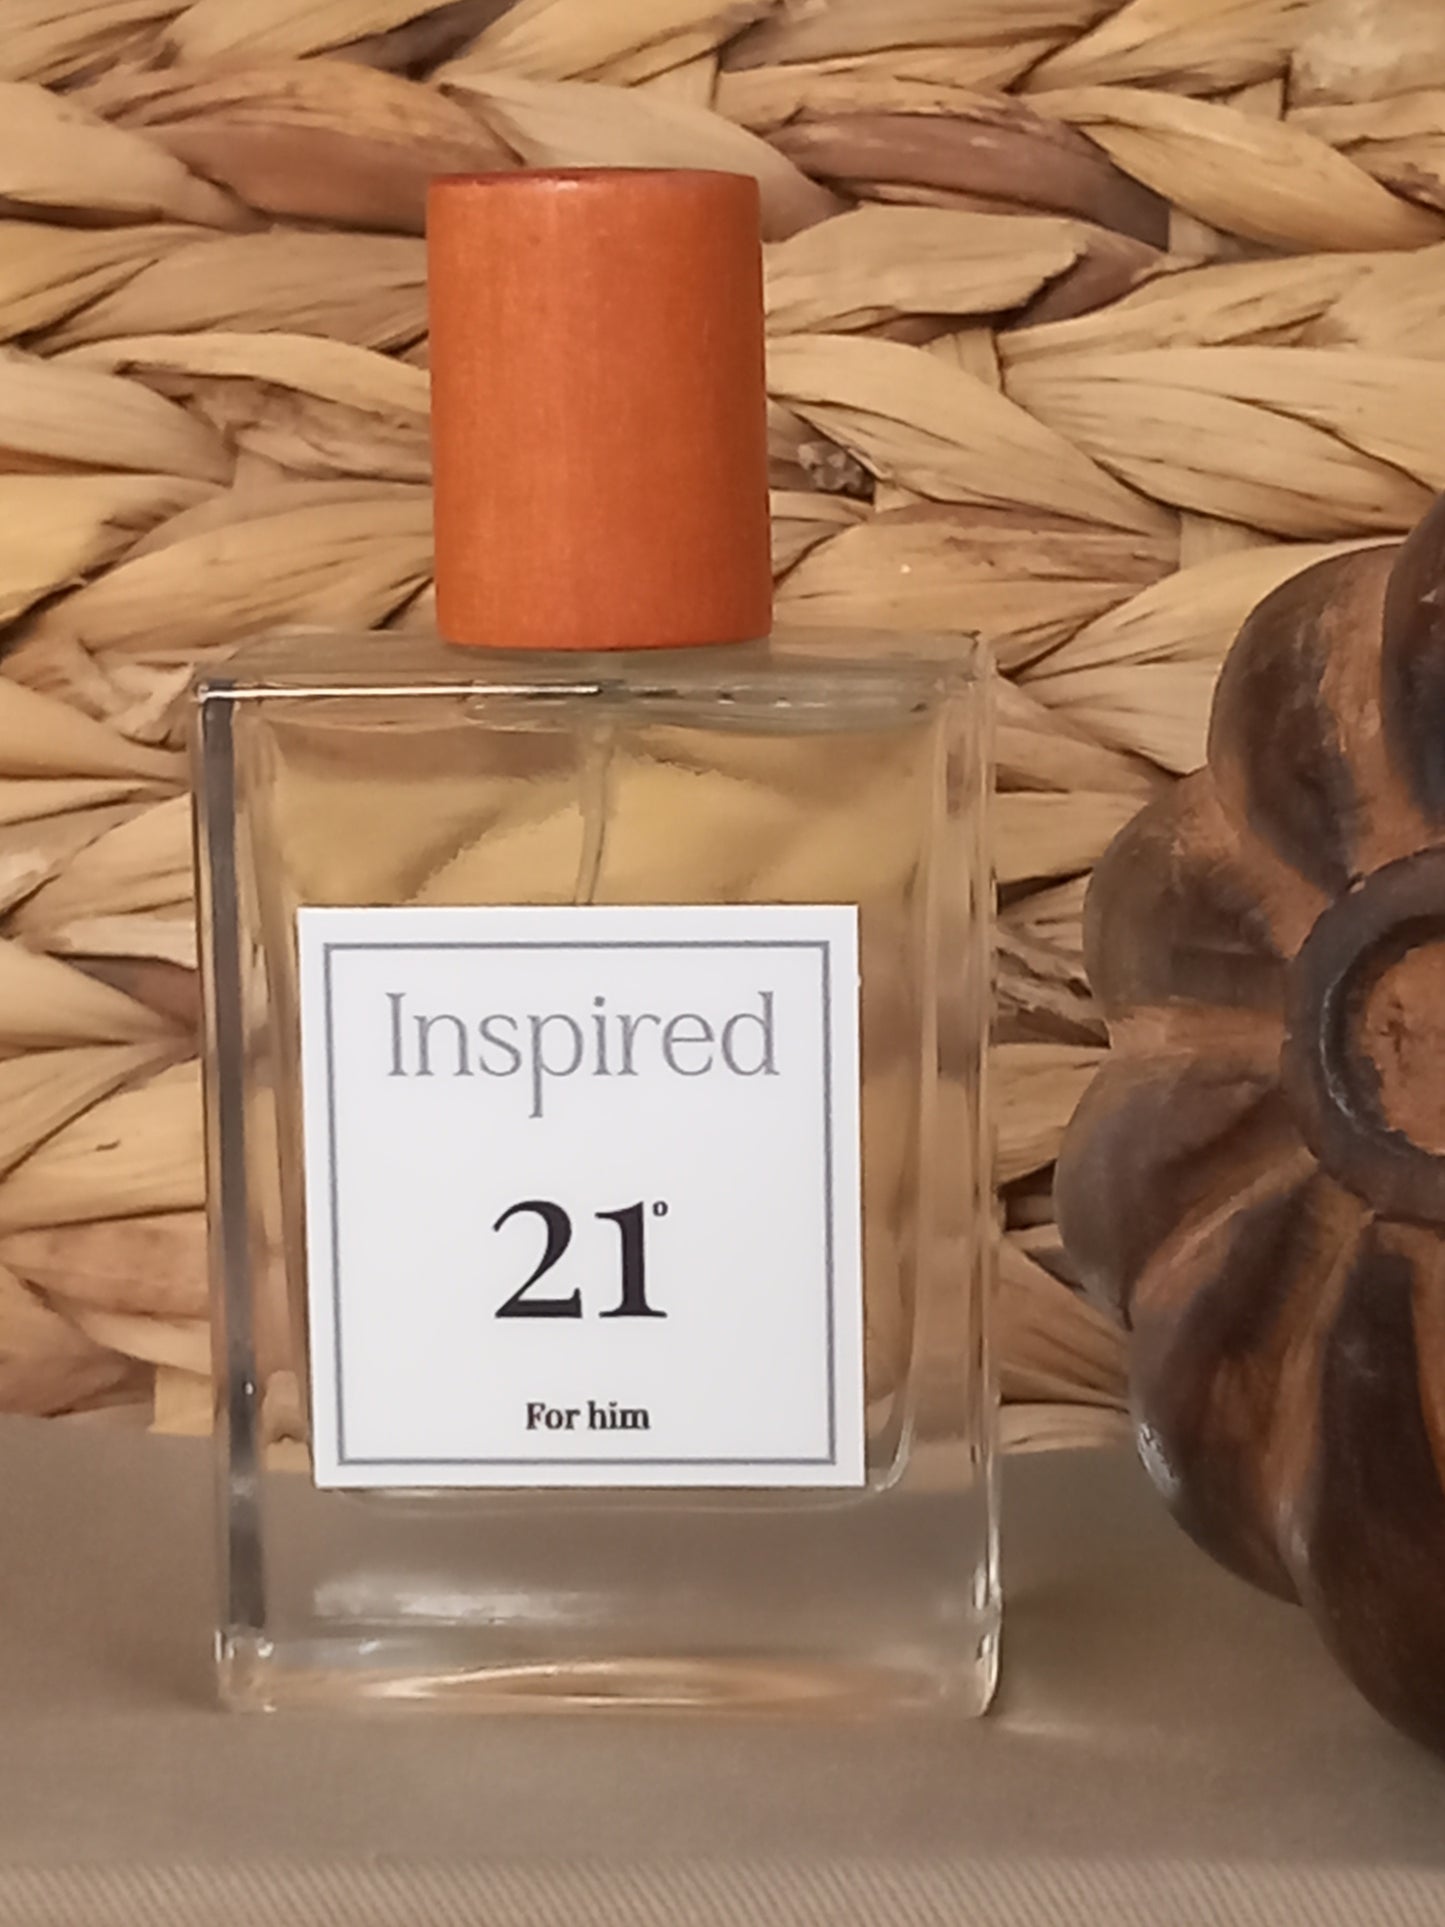 Inspired
21°
For him